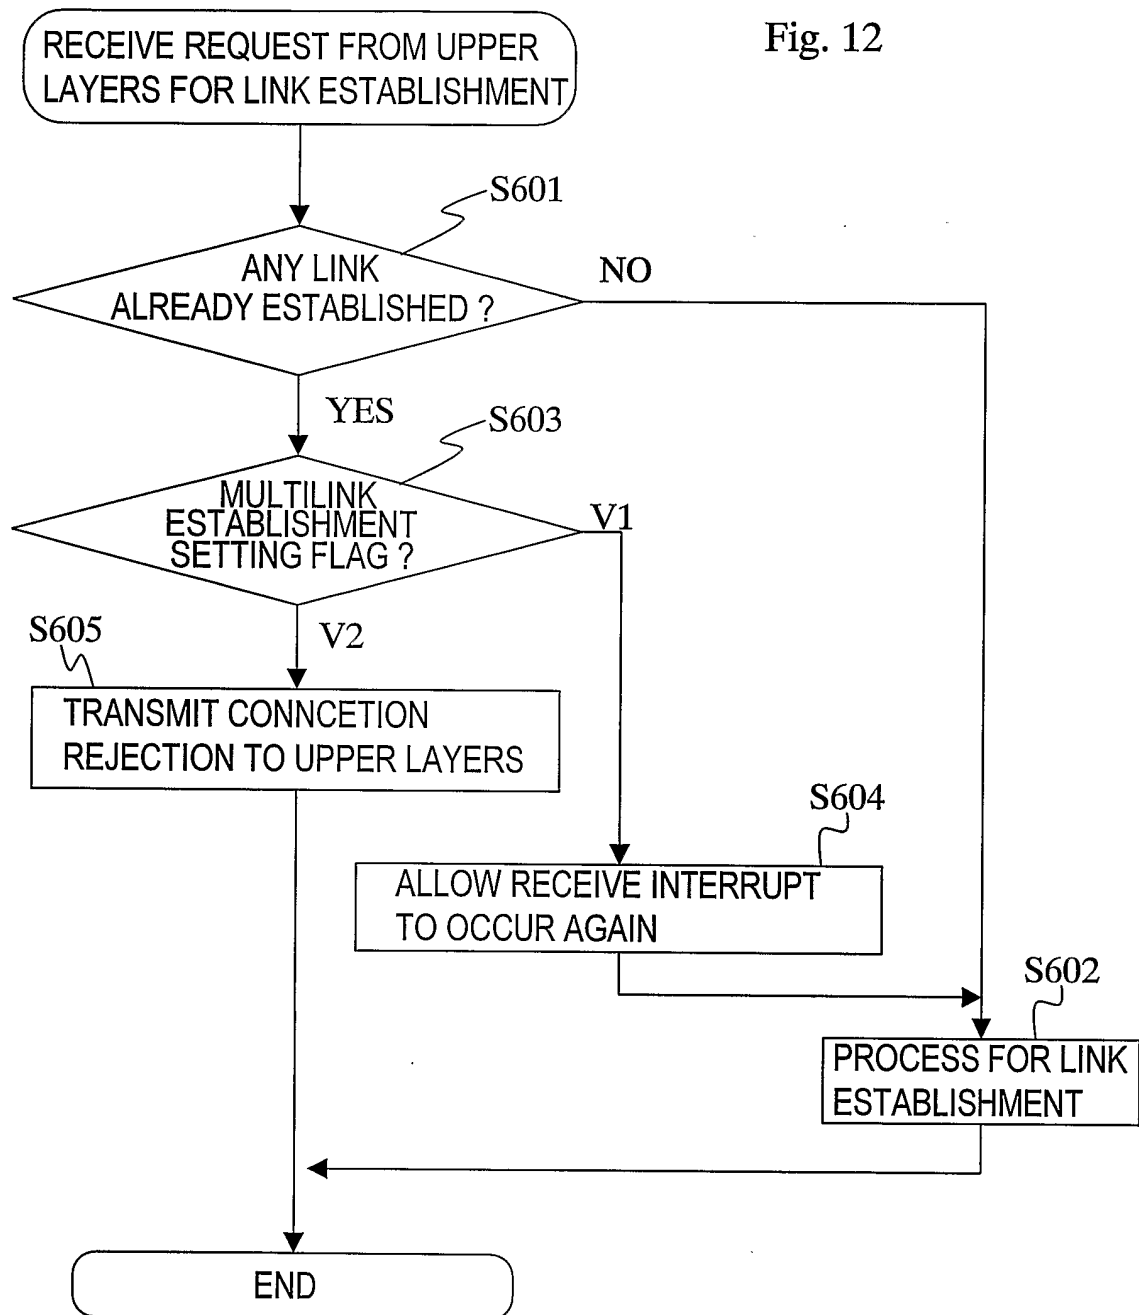 Fig. 12
RECEIVE REQUEST FROM UPPER
LAYERS FOR LINK ESTABLISHMENT
S601
ANY LINK
ALREADY ESTABLISHED ?
NO
YES
S603
MULTILINK
ESTABLISHMENT
SETTING FLAG ?
V1
V2
S605
TRANSMIT CONNCETION
REJECTION TO UPPER LAYERS
S604
ALLOW RECEIVE INTERRUPT
TO OCCUR AGAIN
S602
PROCESS FOR LINK
ESTABLISHMENT
END